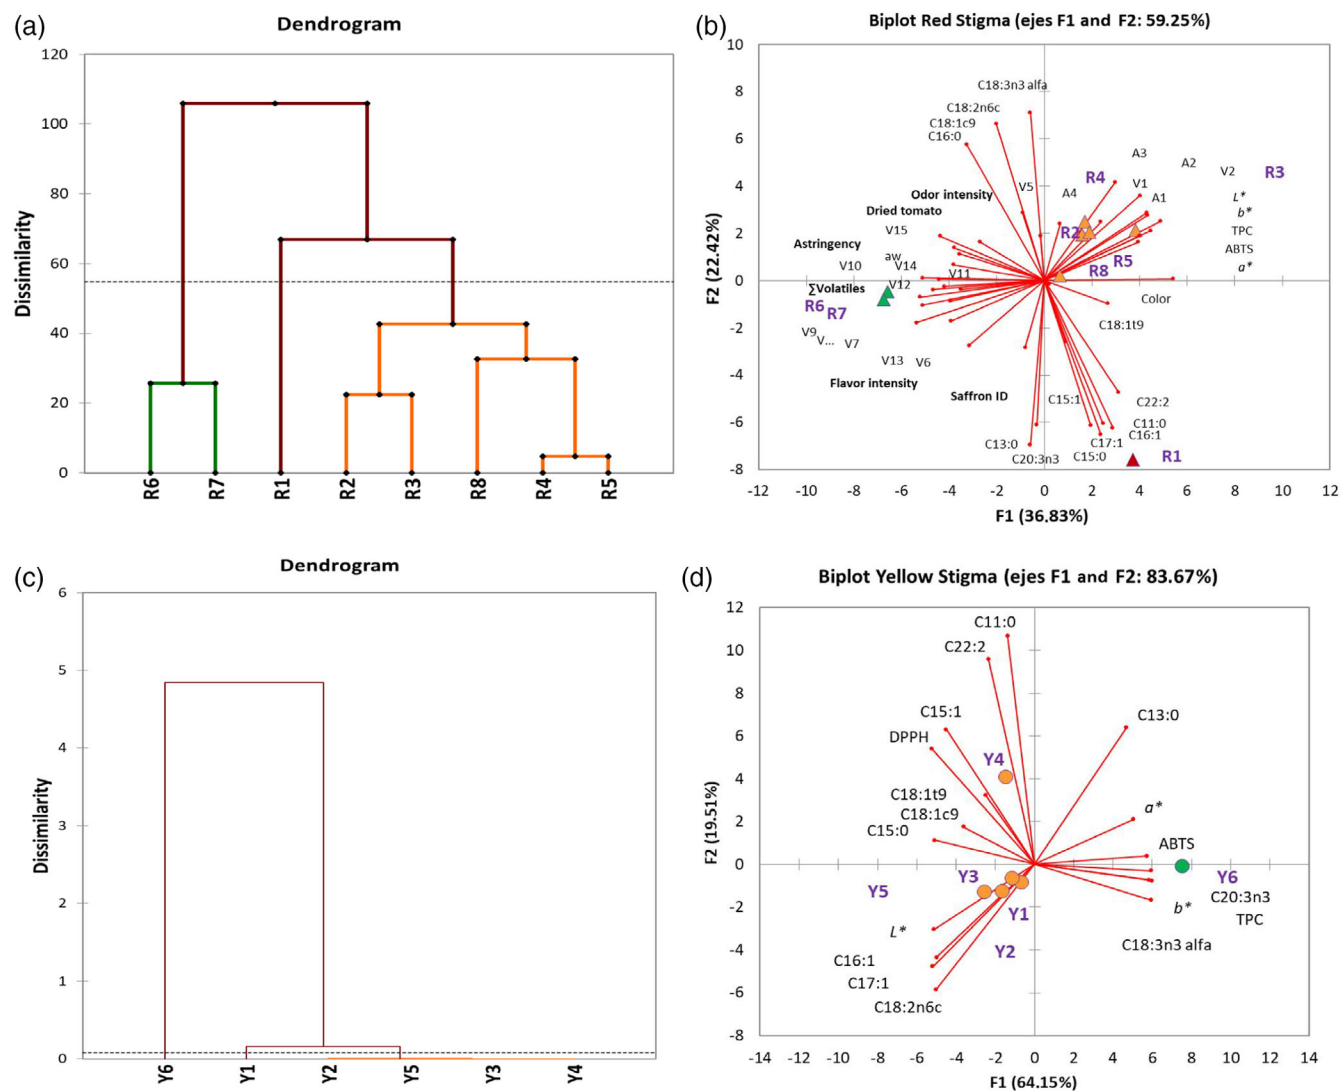 (a)
Dendrogram
Dissimilarity
120
100
80
60
40
20
0
R6
R7
R1
R2
R3
R8
R4
R5
(b)
Biplot Red Stigma (ejes F1 and F2: 59.25%)
F2 (22.42%)
10
8
6
4
2
0
-2
-4
-6
-8
-12
-10
-8
-6
-4
-2
0
2
4
6
8
10
12
F1 (36.83%)
C18:3n3 alfa
C18:2n6c
C18:1c9
C16:0
A3
A2
V2
R3
R4
V1
V5
A4
A1
L*
Odor intensity
b*
Dried tomato
TPC
V15
R2
Astringency
ABTS
aw
R5
a*
V10
V14
V11
R8
∑Volatiles
V12
Color
R6
R7
C18:1t9
V9
V...
V7
V13
V6
Flavor intensity
Saffron ID
C15:1
C22:2
C11:0
C16:1
C17:1
C13:0
C15:0
C20:3n3
R1
(c)
Dendrogram
Dissimilarity
6
5
4
3
2
1
0
Y6
Y1
Y2
Y5
Y3
Y4
(d)
Biplot Yellow Stigma (ejes F1 and F2: 83.67%)
F2 (19.51%)
12
10
8
6
4
2
0
-2
-4
-6
-8
-14
-12
-10
-8
-6
-4
-2
0
2
4
6
8
10
12
14
F1 (64.15%)
C11:0
C22:2
C15:1
C13:0
DPPH
Y4
C18:1t9
a*
C18:1c9
C15:0
ABTS
Y3
Y6
Y5
C20:3n3
Y1
b*
TPC
L*
C18:3n3 alfa
Y2
C16:1
C17:1
C18:2n6c